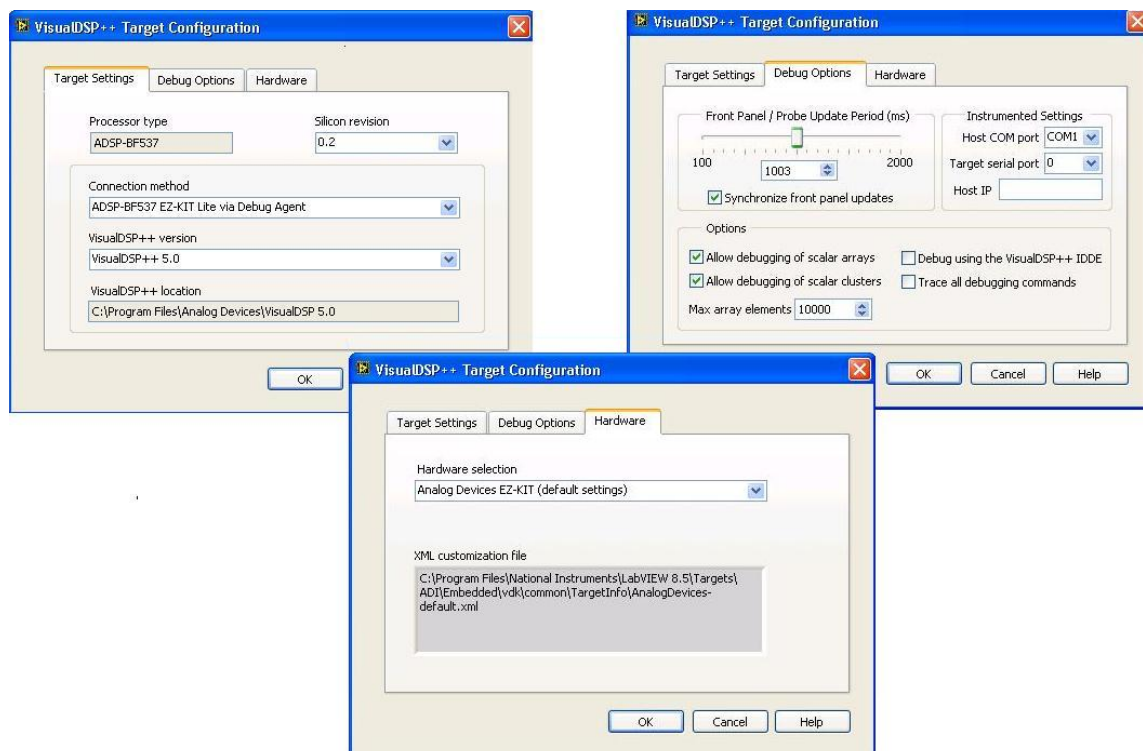 VisualDSP++ Target Configuration
Target Settings Debug Options Hardware
Processor type Silicon revision
ADSP-BF537 0.2
Connection method
ADSP-BF537 EZ-KIT Lite via Debug Agent
VisualDSP++ version
VisualDSP++ 5.0
VisualDSP++ location
C:\Program Files\Analog Devices\VisualDSP 5.0
OK
VisualDSP++ Target Configuration
Target Settings Debug Options Hardware
Front Panel / Probe Update Period (ms)
100 2000
1003
Synchronize front panel updates
Instrumented Settings
Host COM port COM1
Target serial port 0
Host IP
Options
Allow debugging of scalar arrays Debug using the VisualDSP++ IDDE
Allow debugging of scalar clusters Trace all debugging commands
Max array elements 10000
OK Cancel Help
VisualDSP++ Target Configuration
Target Settings Debug Options Hardware
Hardware selection
Analog Devices EZ-KIT (default settings)
XML customization file
C:\Program Files\National Instruments\LabVIEW 8.5\Targets\
ADI\Embedded\vdk\common\TargetInfo\AnalogDevices-
default.xml
OK Cancel Help